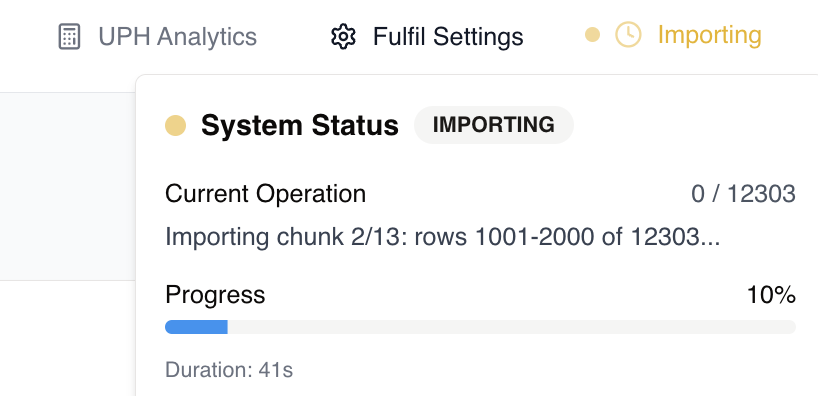 UPH Analytics Fulfil Settings Importing
System Status IMPORTING
Current Operation 0 / 12303
Importing chunk 2/13: rows 1001-2000 of 12303...
Progress 10%
Duration: 41s